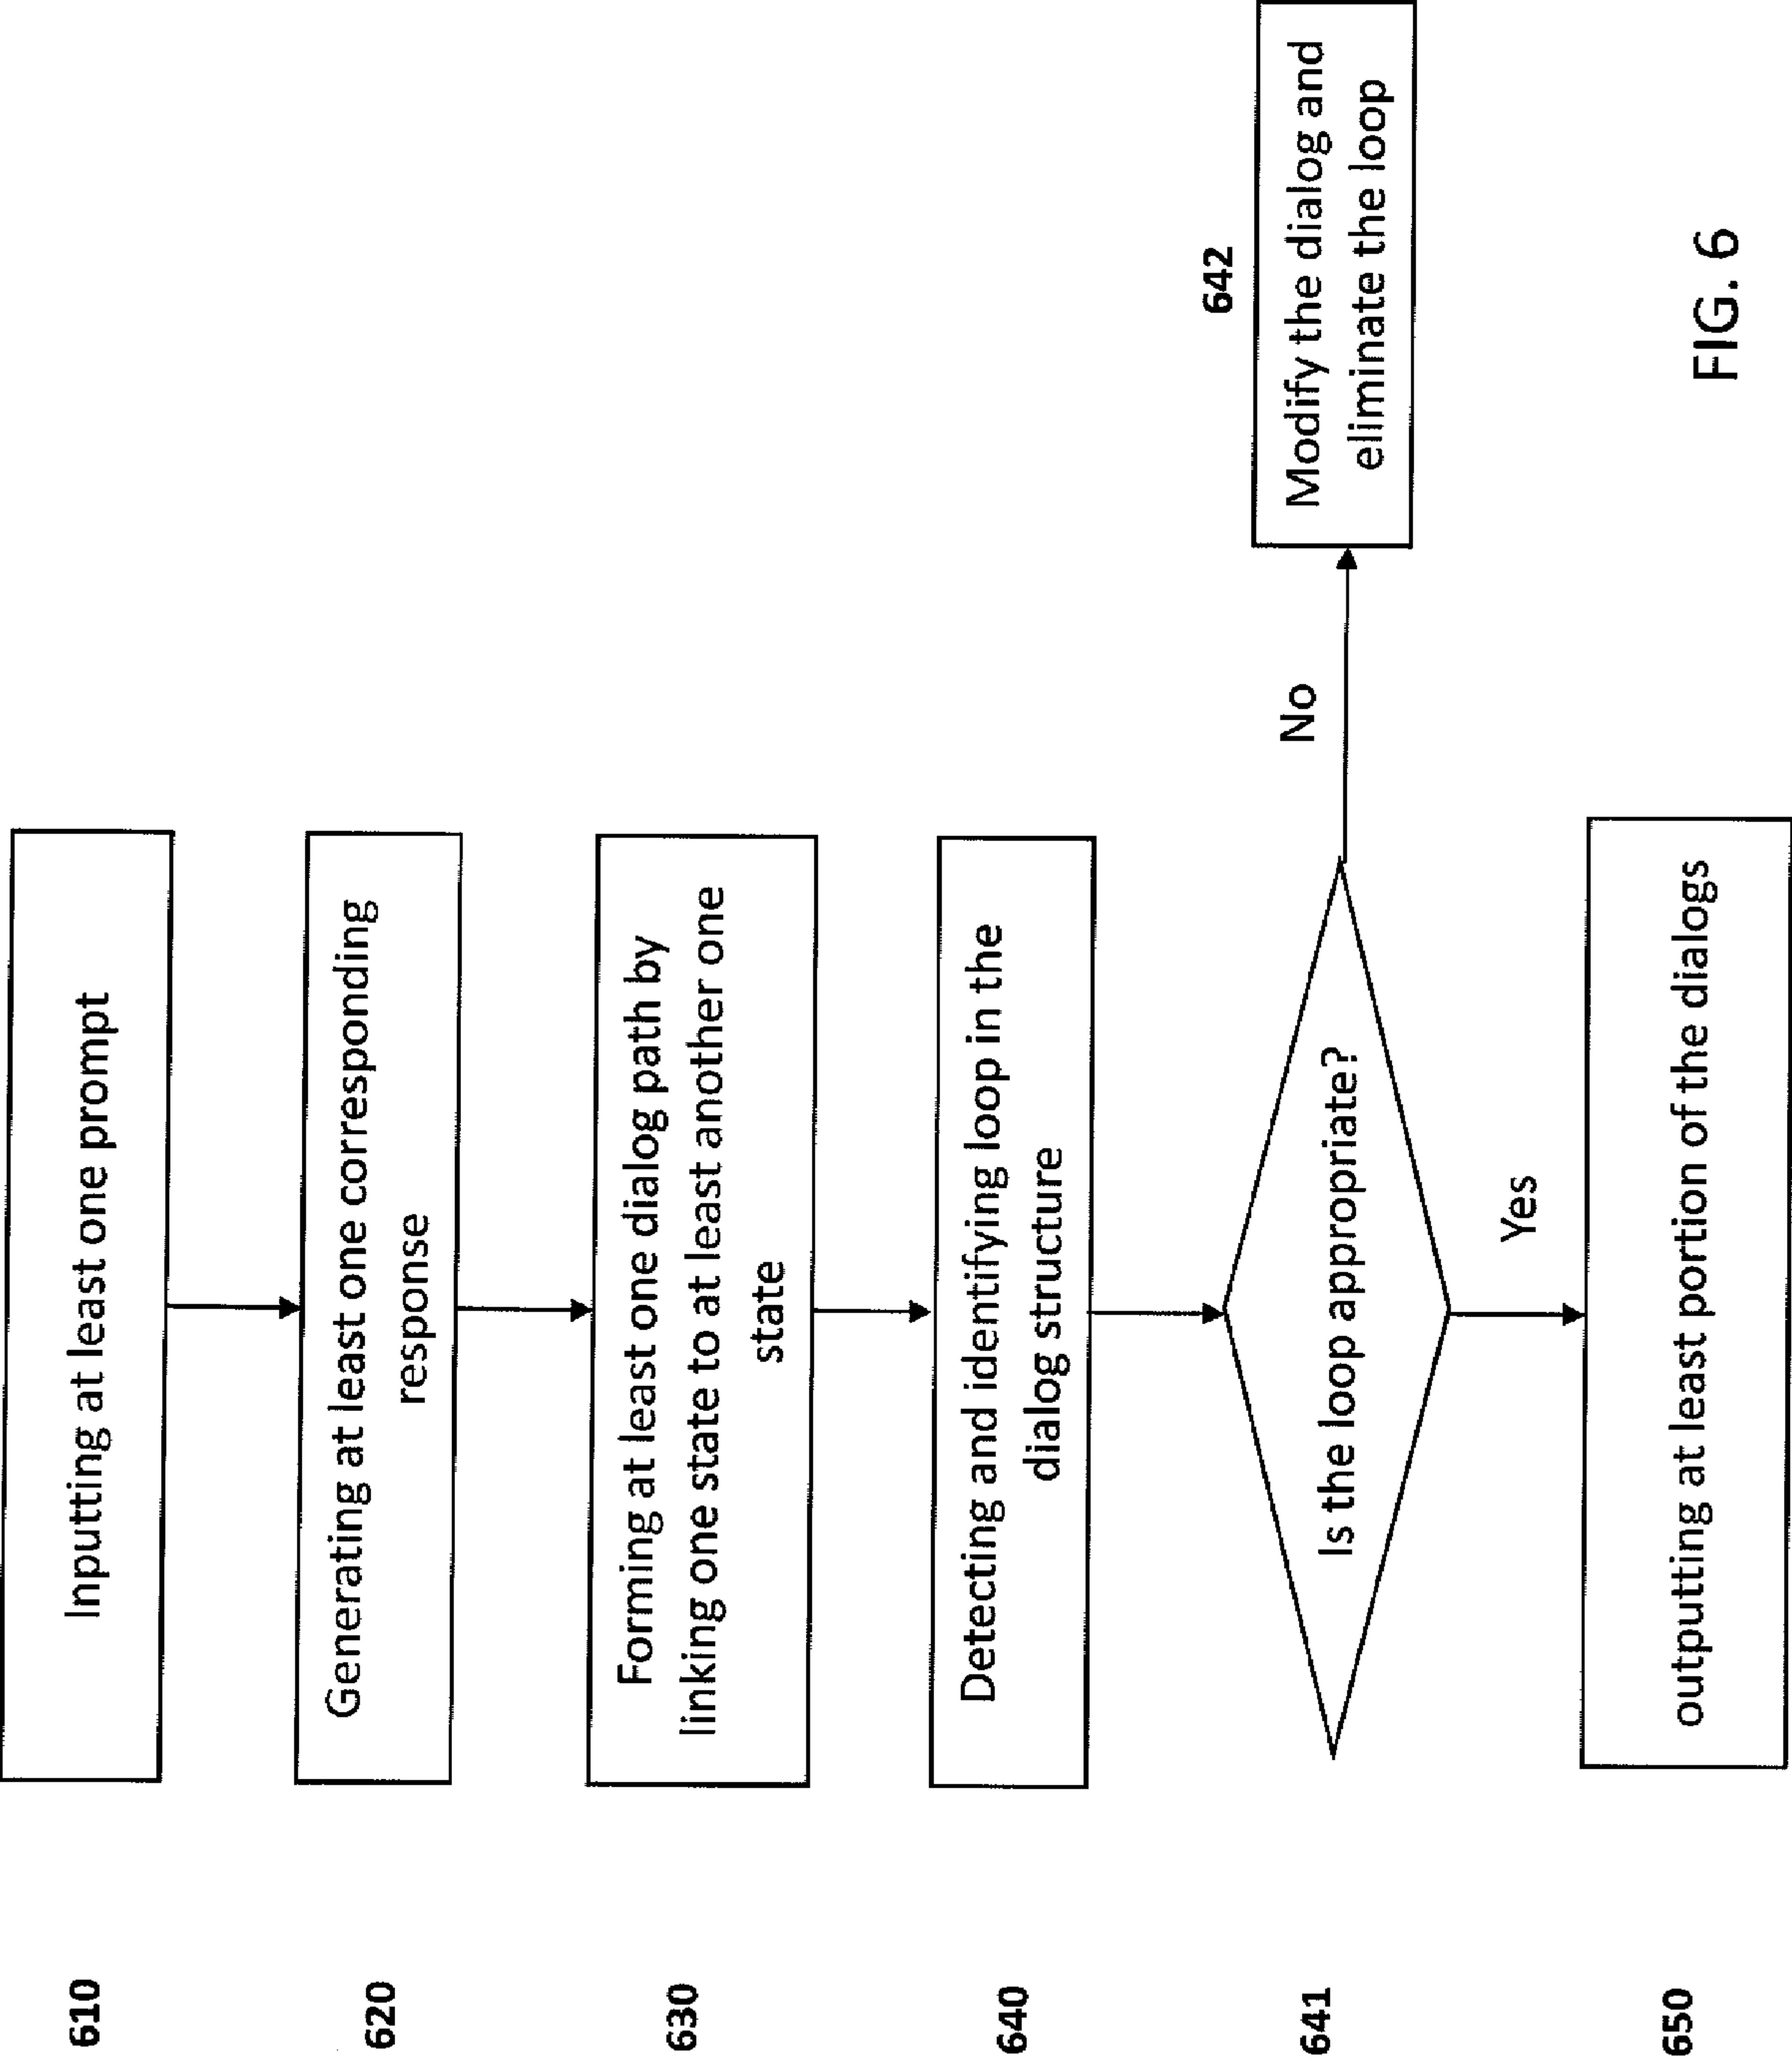 610
Inputting at least one prompt
620
Generating at least one corresponding
response
630
Forming at least one dialog path by
linking one state to at least another one
state
640
Detecting and identifying loop in the
dialog structure
641
Is the loop appropriate?
No
642
Modify the dialog and
eliminate the loop
Yes
650
outputting at least portion of the dialogs
FIG. 6